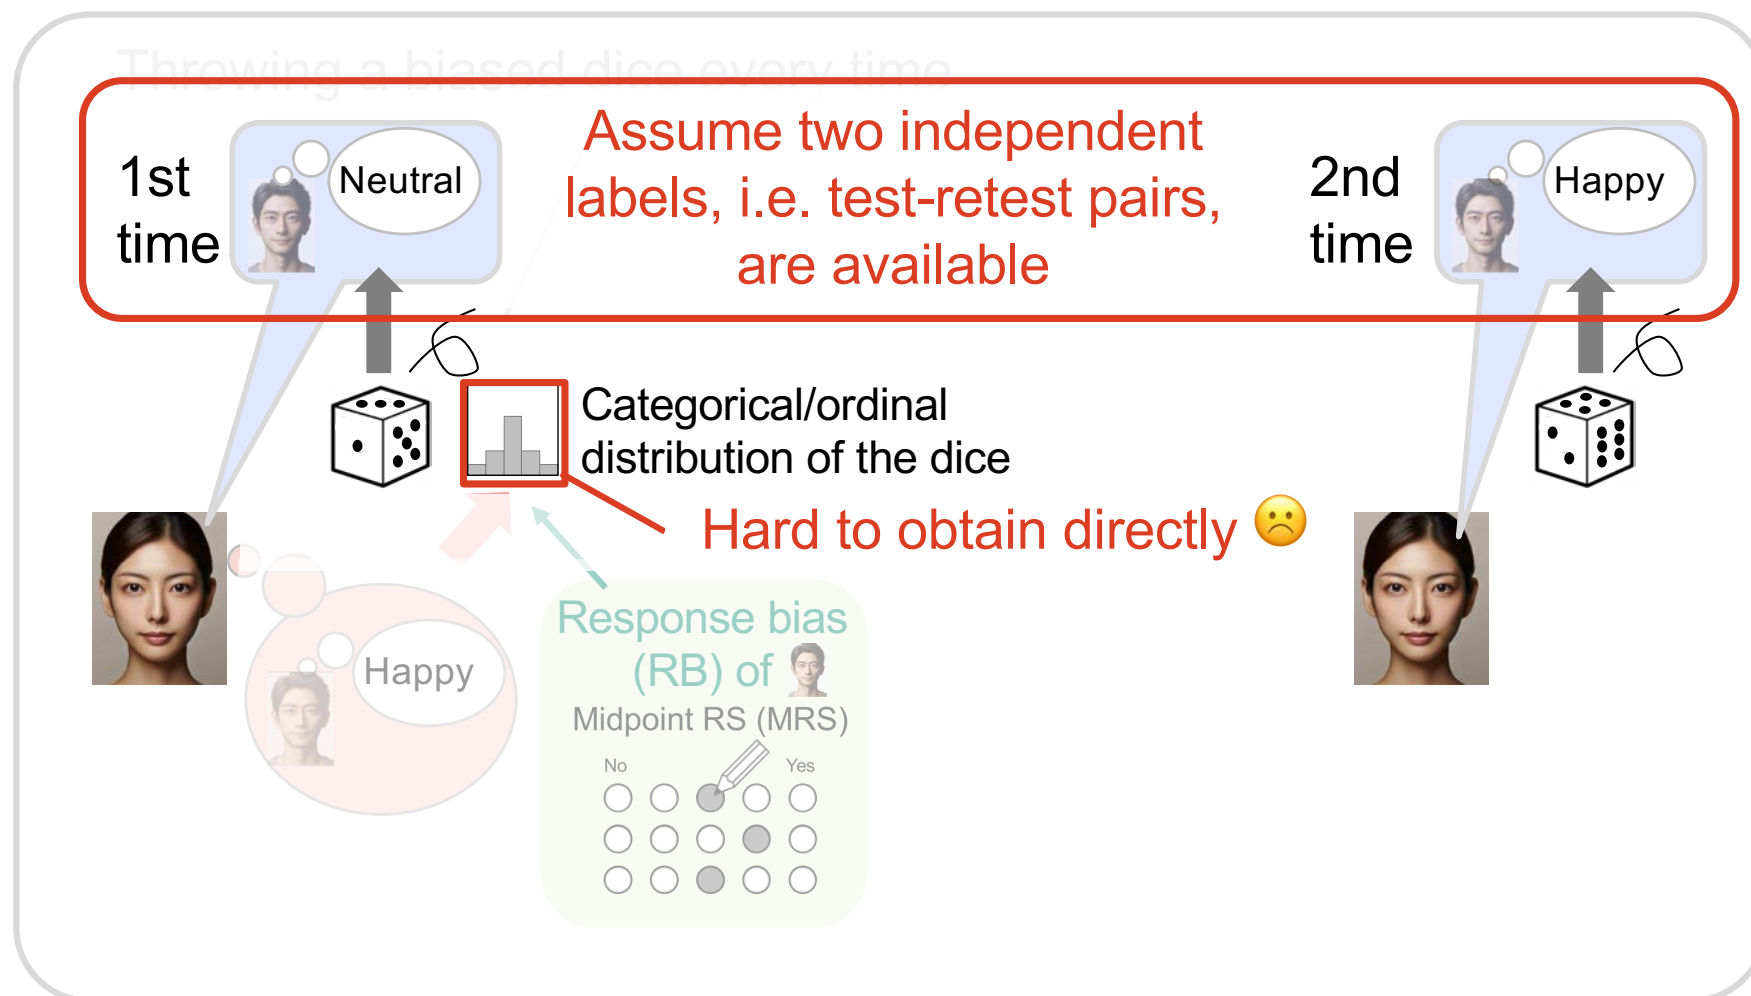 Throwing a biased dice every time
1st
time
Neutral
Assume two independent
labels, i.e. test-retest pairs,
are available
2nd
time
Happy
Categorical/ordinal
distribution of the dice
Hard to obtain directly
Happy
Response bias
(RB) of
Midpoint RS (MRS)
No Yes